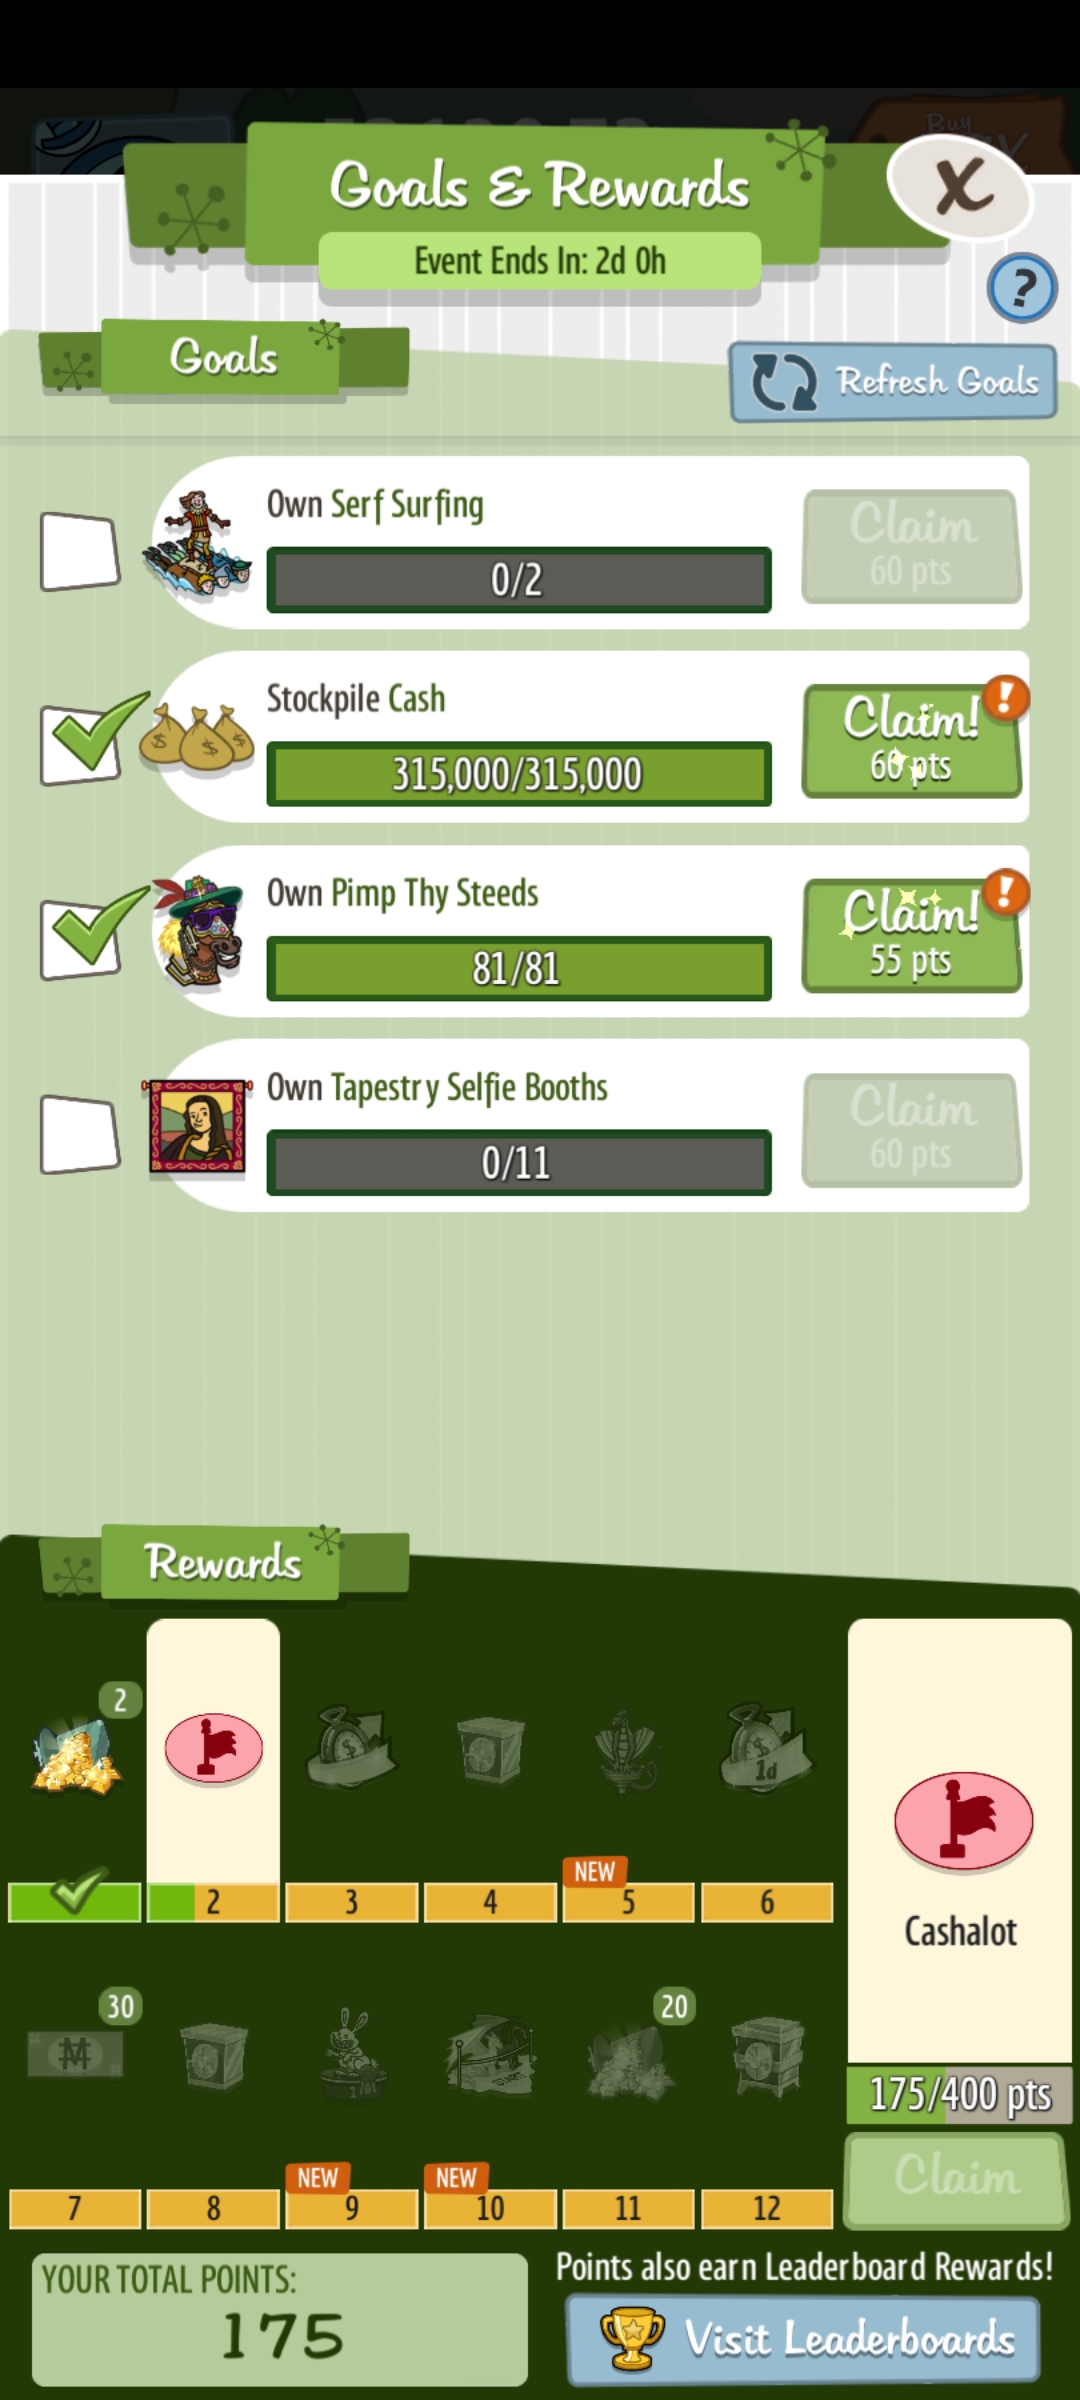 Buy
Goals & Rewards
X
Event Ends In: 2d 0h
?
Goals
Refresh Goals
Own Serf Surfing
0/2
Claim
60 pts
Stockpile Cash
315,000/315,000
Claim!
60 pts
!
Own Pimp Thy Steeds
81/81
Claim!
55 pts
!
Own Tapestry Selfie Booths
0/11
Claim
60 pts
Rewards
2
1d
2
3
4
NEW
5
6
Cashalot
30
20
175/400 pts
Claim
7
8
NEW
9
NEW
10
11
12
YOUR TOTAL POINTS:
175
Points also earn Leaderboard Rewards!
Visit Leaderboards